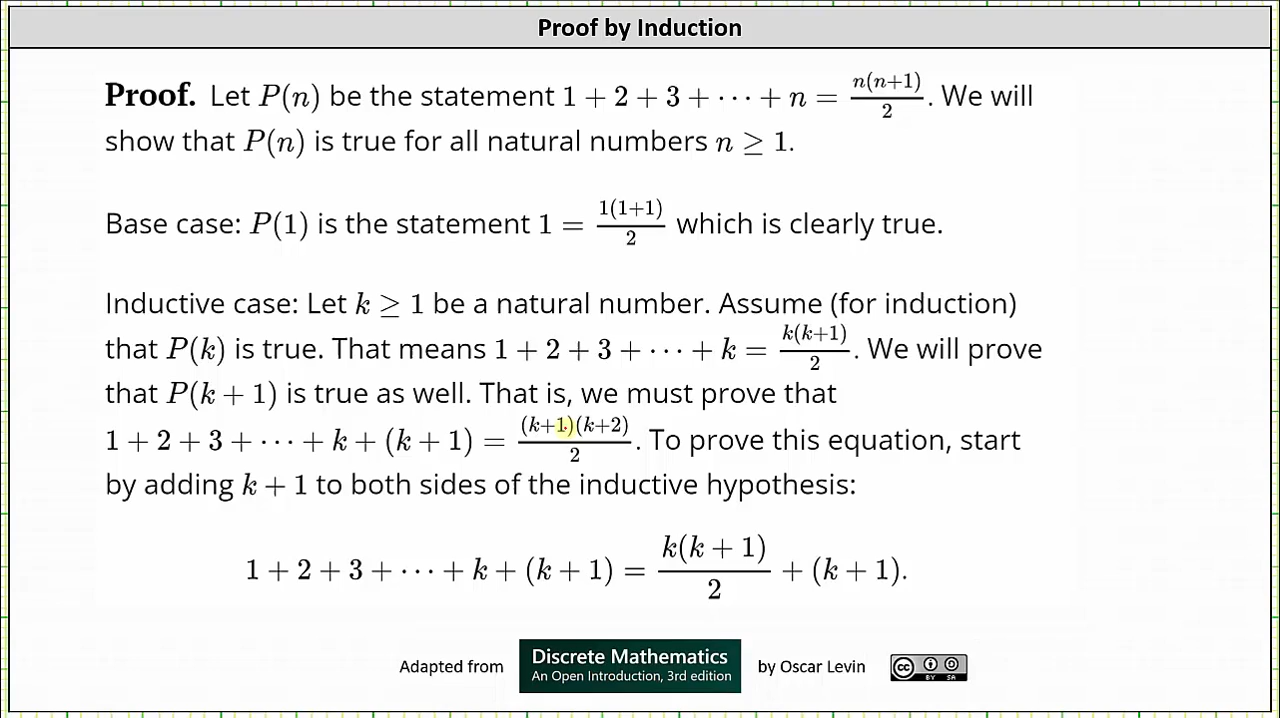 Proof by Induction
Proof. Let P(n) be the statement 1 + 2 + 3 + ⋯ + n = n(n+1)/2. We will
show that P(n) is true for all natural numbers n ≥ 1.
Base case: P(1) is the statement 1 = 1(1+1)/2 which is clearly true.
Inductive case: Let k ≥ 1 be a natural number. Assume (for induction)
that P(k) is true. That means 1 + 2 + 3 + ⋯ + k = k(k+1)/2. We will prove
that P(k + 1) is true as well. That is, we must prove that
1 + 2 + 3 + ⋯ + k + (k + 1) = (k+1)(k+2)/2. To prove this equation, start
by adding k + 1 to both sides of the inductive hypothesis:
1 + 2 + 3 + ⋯ + k + (k + 1) = k(k + 1)/2 + (k + 1).
Adapted from Discrete Mathematics by Oscar Levin
An Open Introduction, 3rd edition
cc BY SA